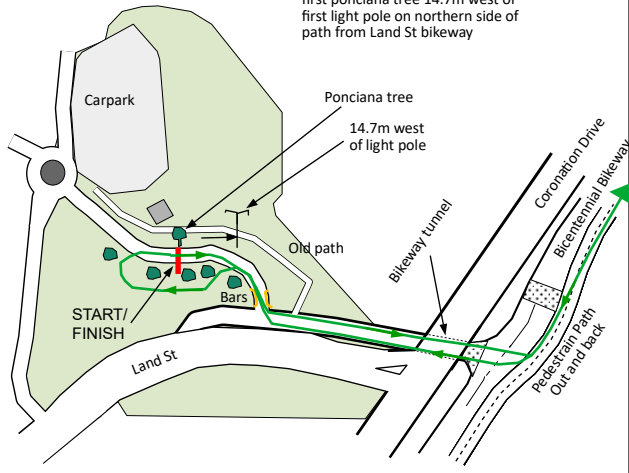 first ponciana tree 14.7m west of
first light pole on northern side of
path from Land St bikeway
Carpark
Ponciana tree
14.7m west
of light pole
Coronation Drive
Bicentennial Bikeway
Bikeway tunnel
Old path
Bars
START/
FINISH
Land St
Pedestrain Path
Out and back